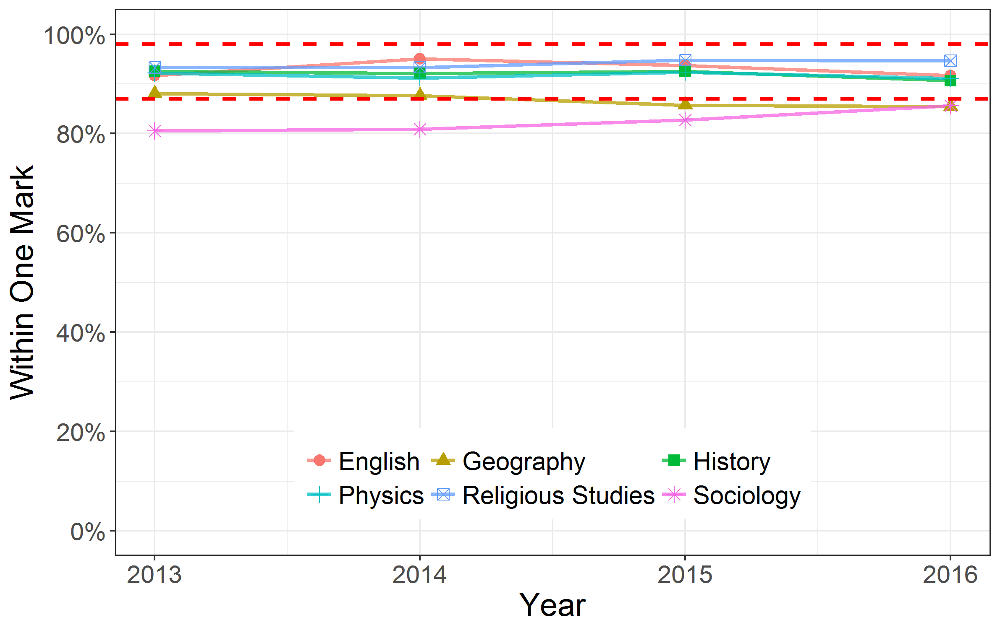 100%
80%
60%
40%
20%
0%
Within One Mark
English Geography History
Physics Religious Studies Sociology
2013 2014 2015 2016
Year